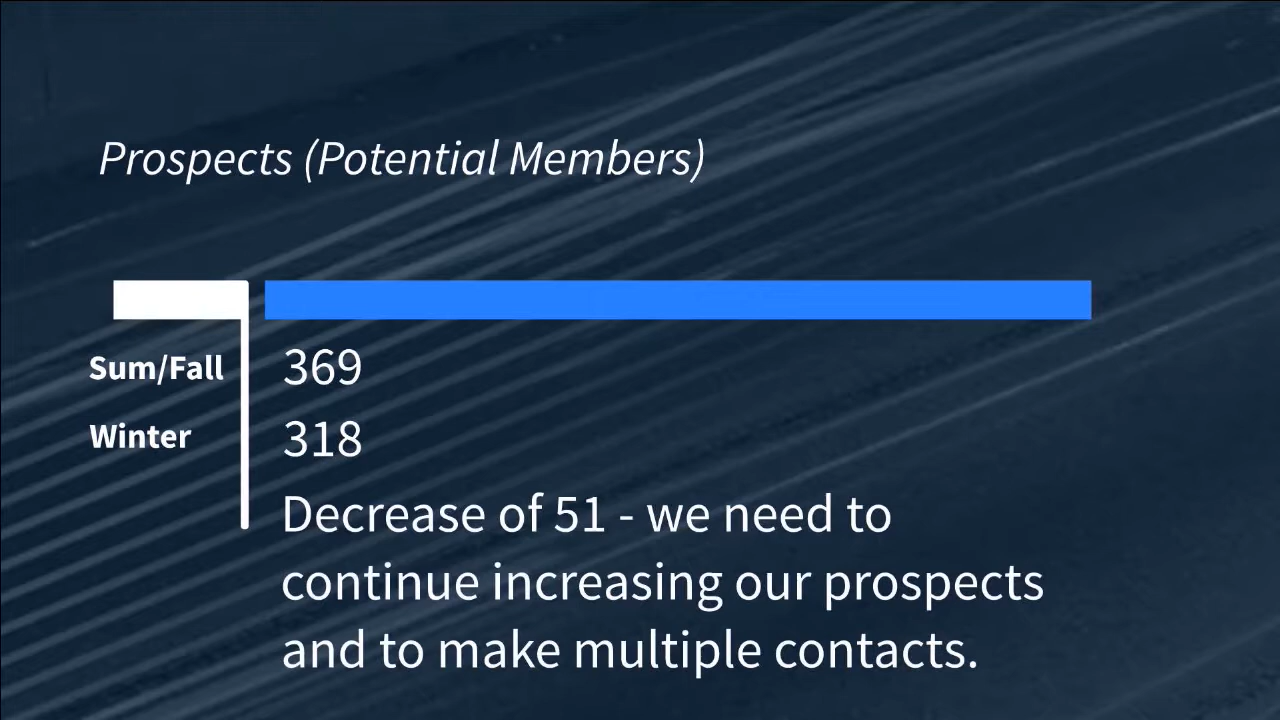 Prospects (Potential Members)
Sum/Fall 369
Winter 318
Decrease of 51 - we need to
continue increasing our prospects
and to make multiple contacts.